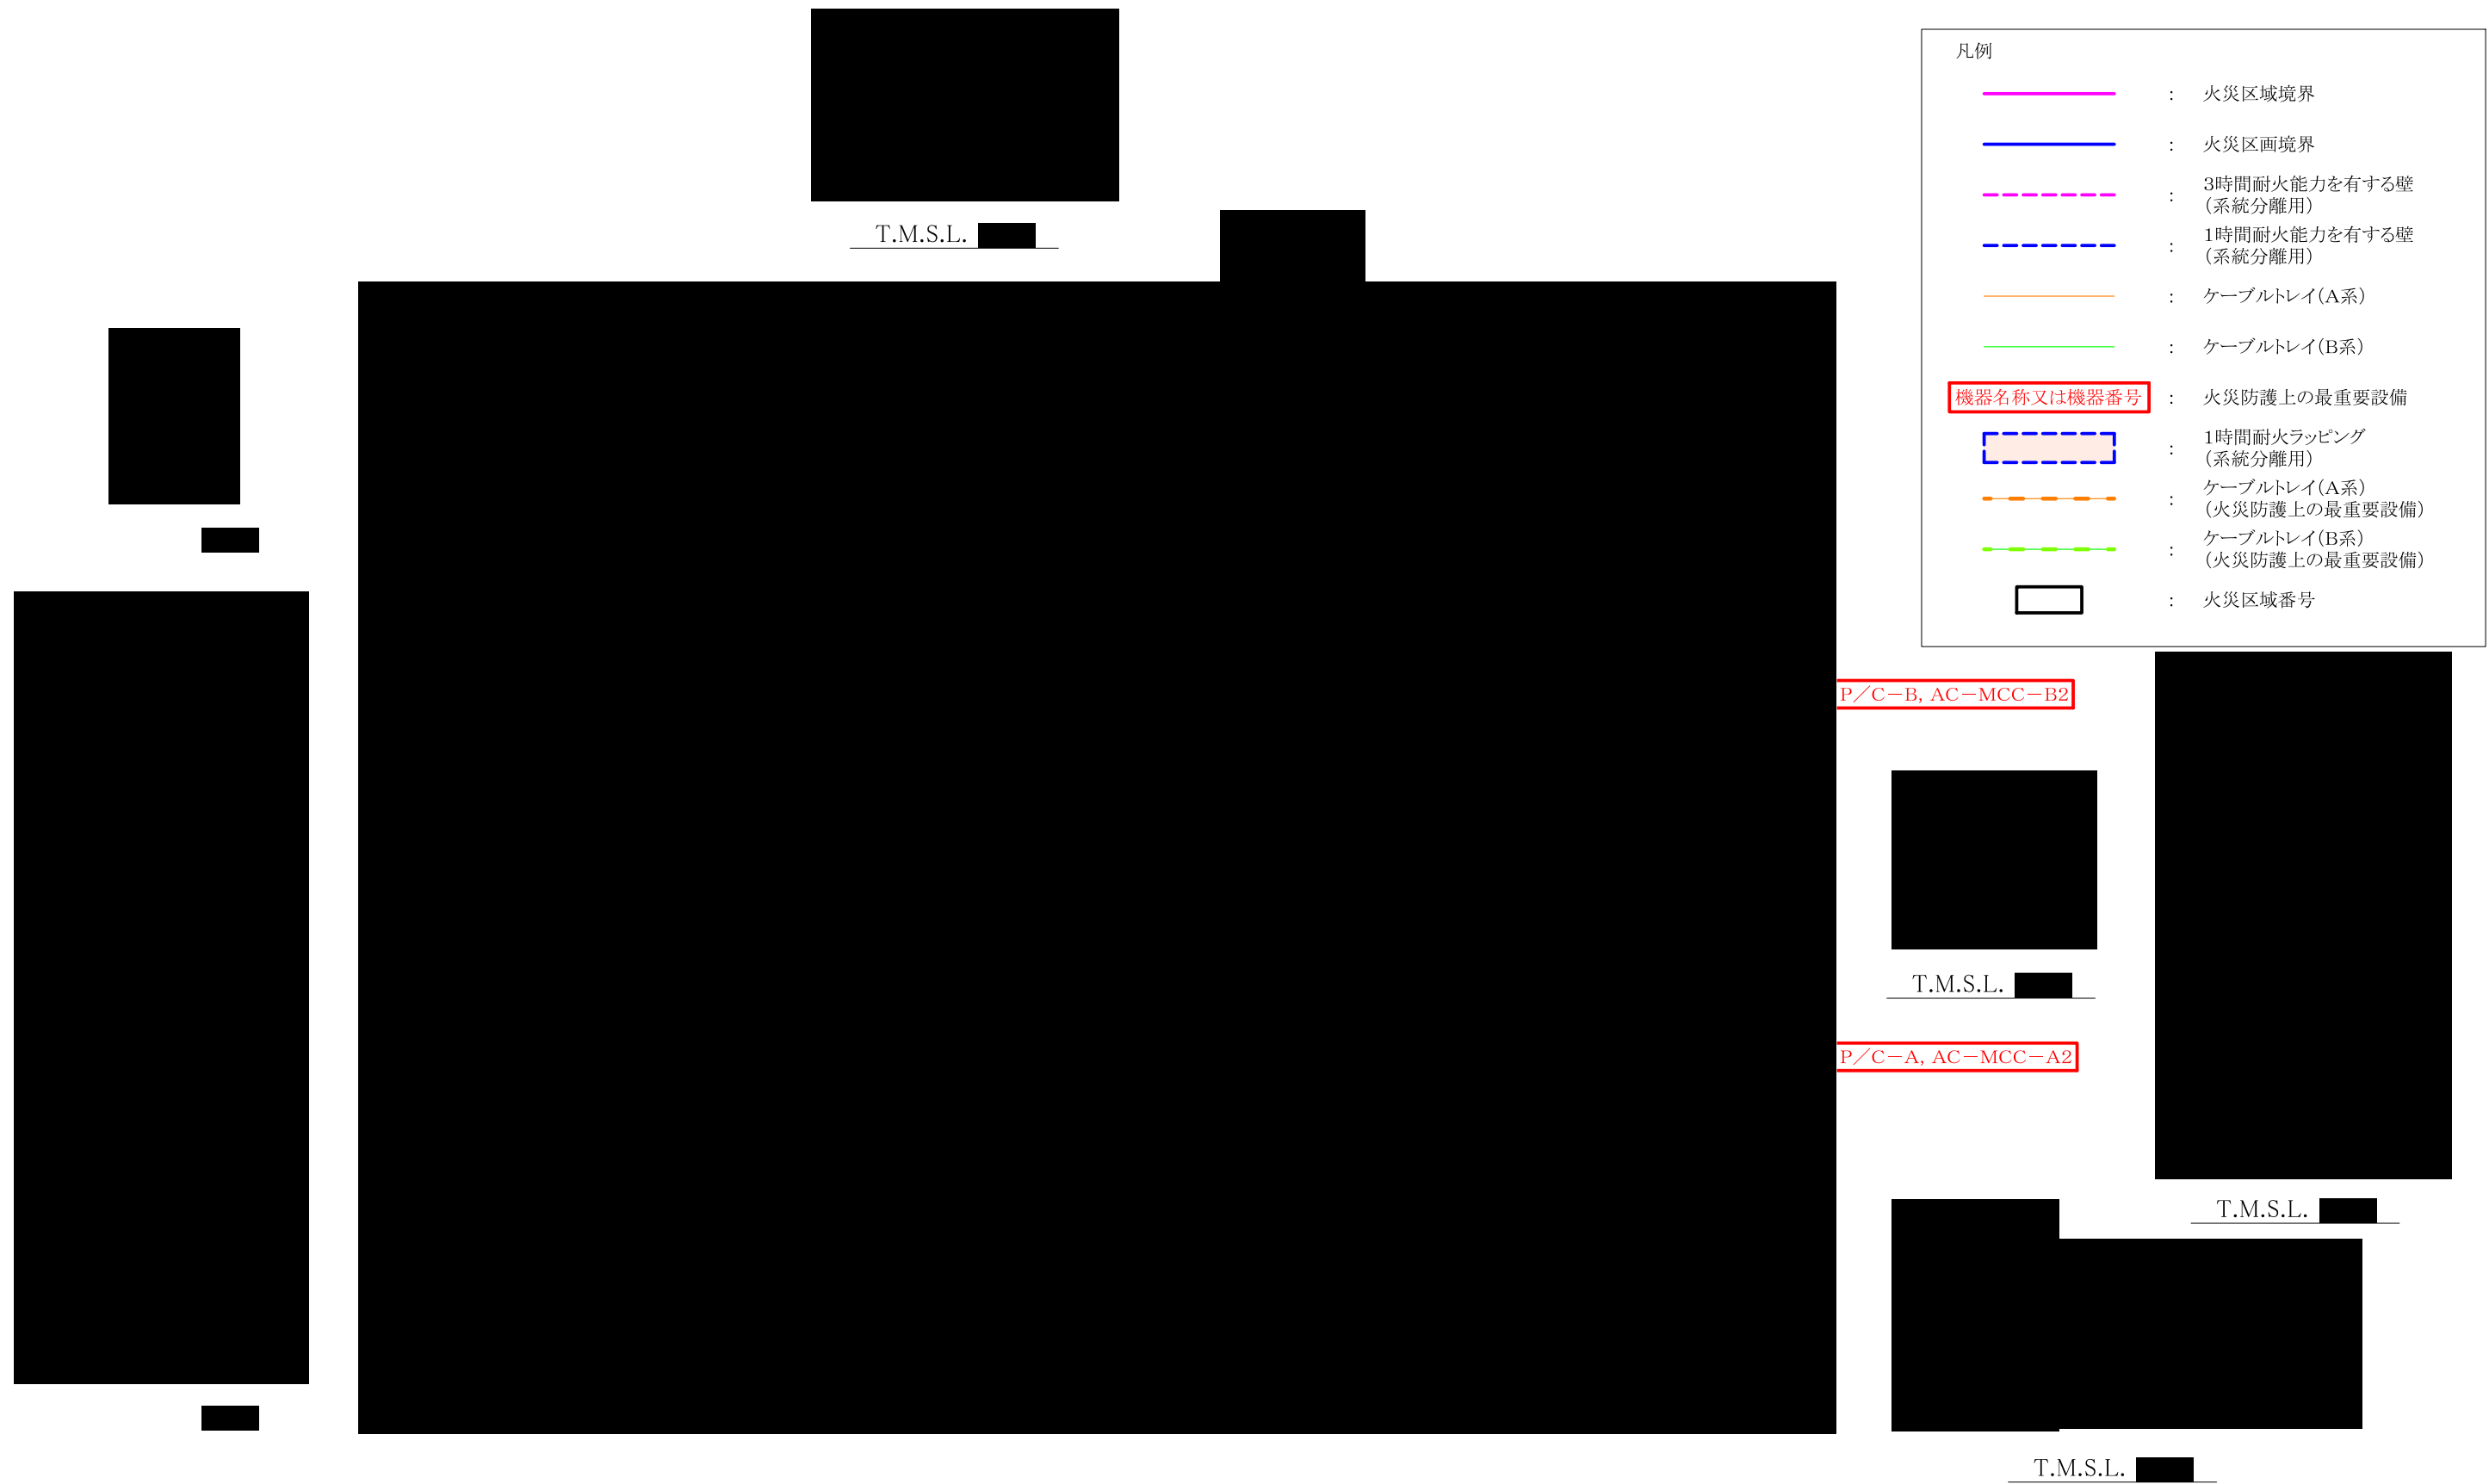 凡例
： 火災区域境界
： 火災区画境界
： 3時間耐火能力を有する壁
（系統分離用）
： 1時間耐火能力を有する壁
（系統分離用）
： ケーブルトレイ（A系）
： ケーブルトレイ（B系）
機器名称又は機器番号 ： 火災防護上の最重要設備
： 1時間耐火ラッピング
（系統分離用）
： ケーブルトレイ（A系）
（火災防護上の最重要設備）
： ケーブルトレイ（B系）
（火災防護上の最重要設備）
： 火災区域番号
T.M.S.L.
P／C－B, AC－MCC－B2
T.M.S.L.
P／C－A, AC－MCC－A2
T.M.S.L.
T.M.S.L.